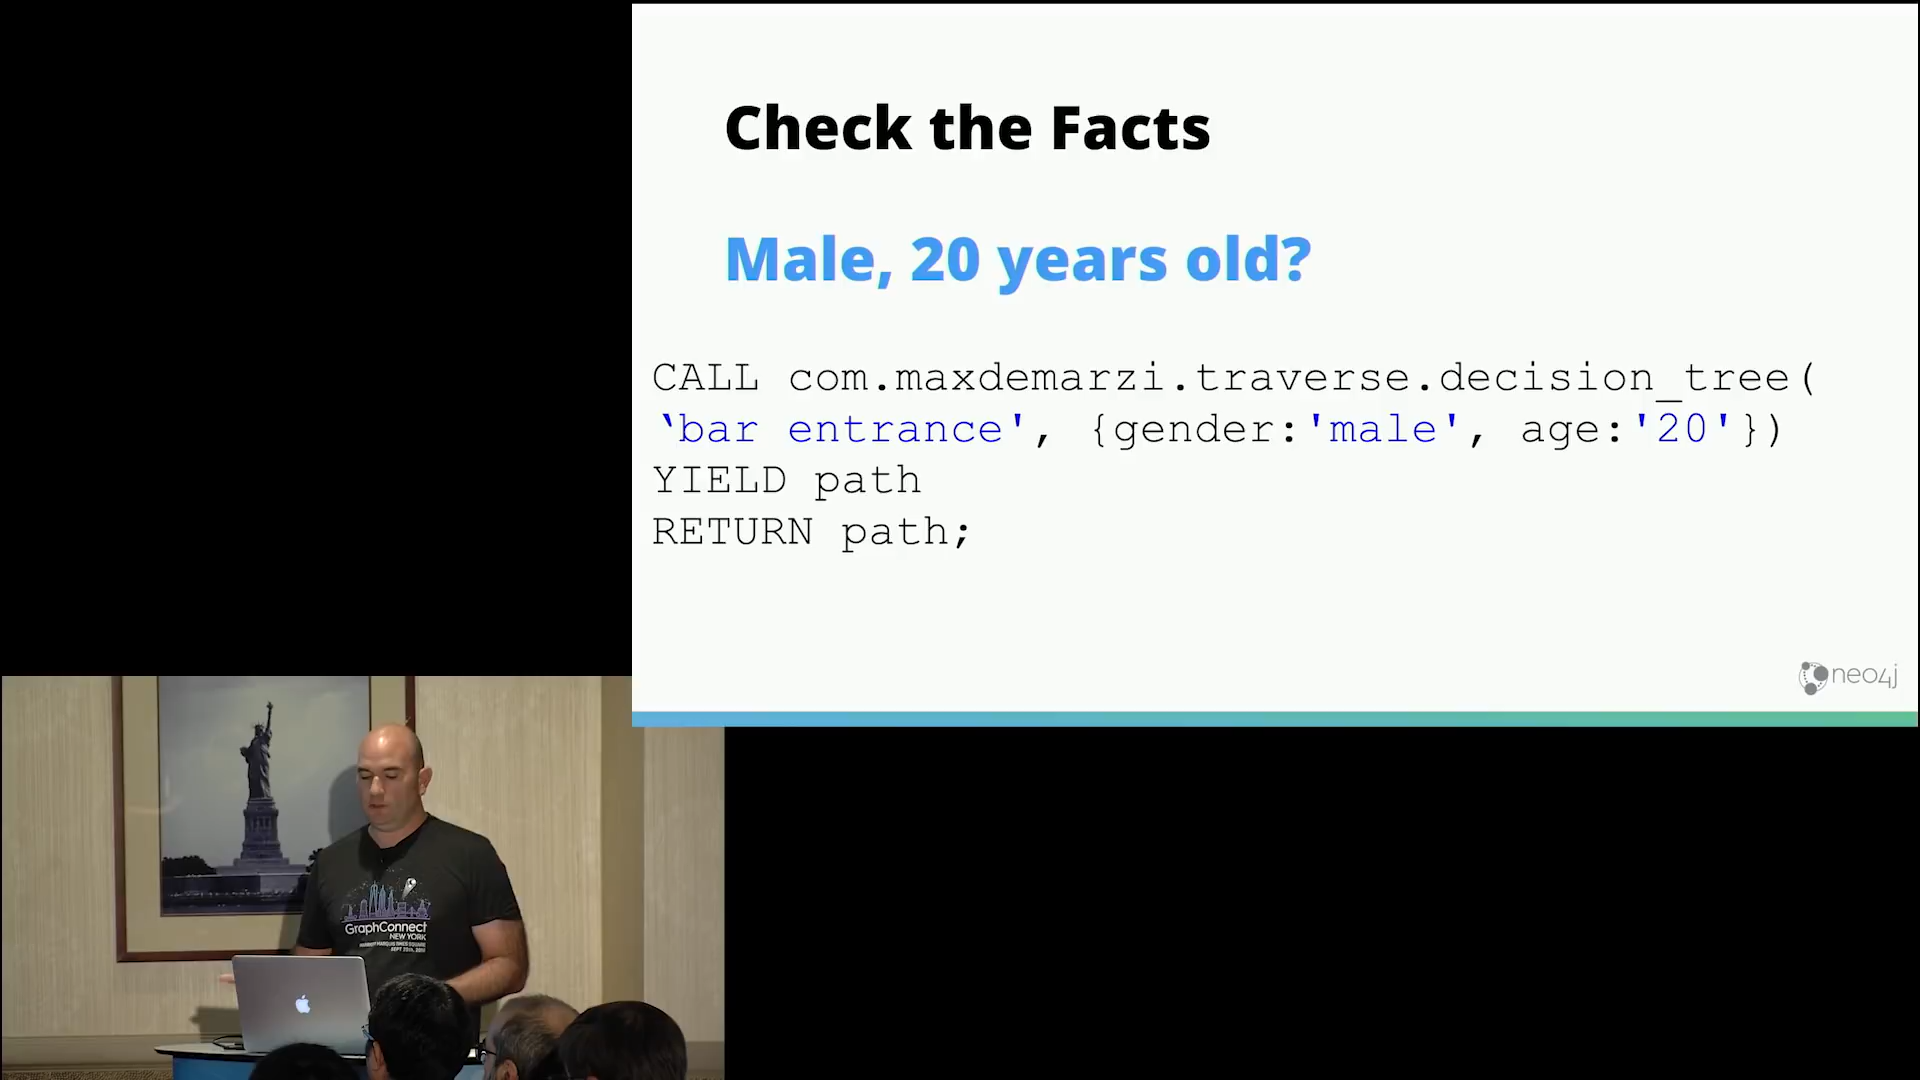 Check the Facts
Male, 20 years old?
CALL com.maxdemarzi.traverse.decision_tree(
‘bar entrance', {gender:'male', age:'20'})
YIELD path
RETURN path;
neo4j
GraphConnect
NEW YORK